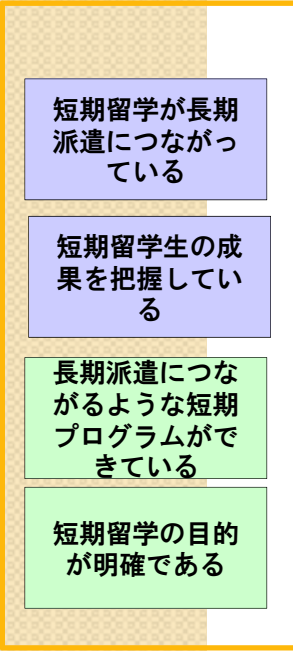 短期留学が長期
派遣につながっ
ている
短期留学生の成
果を把握してい
る
長期派遣につな
がるような短期
プログラムがで
きている
短期留学の目的
が明確である